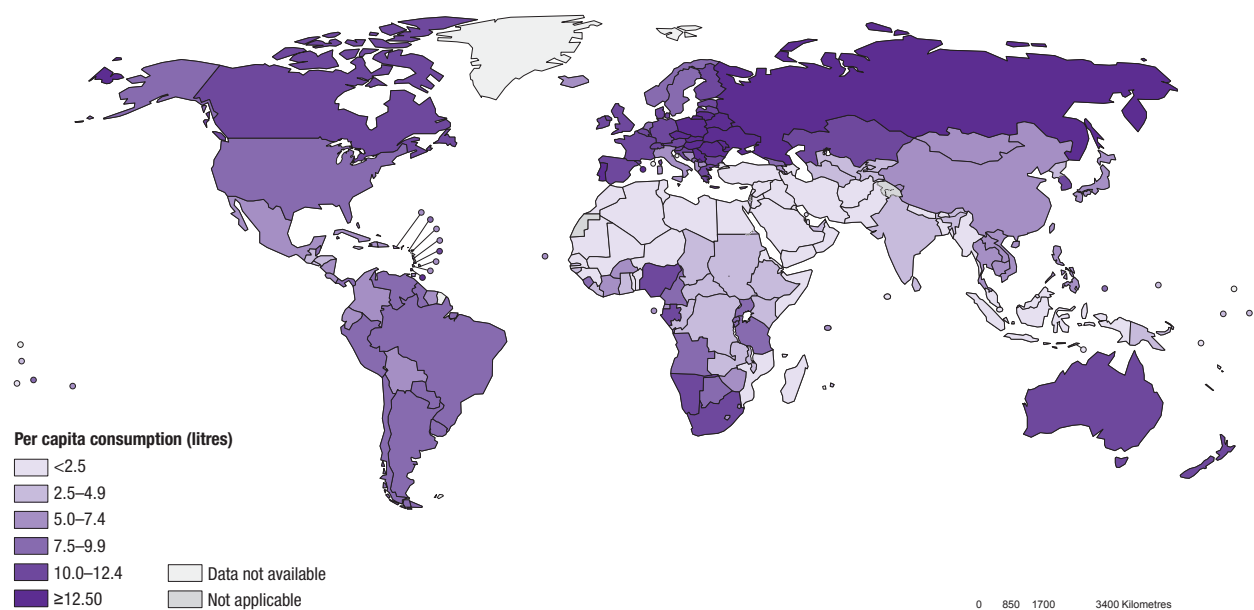 Per capita consumption (litres)
<2.5
2.5–4.9
5.0–7.4
7.5–9.9
10.0–12.4
≥12.50
Data not available
Not applicable
0 850 1700 3400 Kilometres